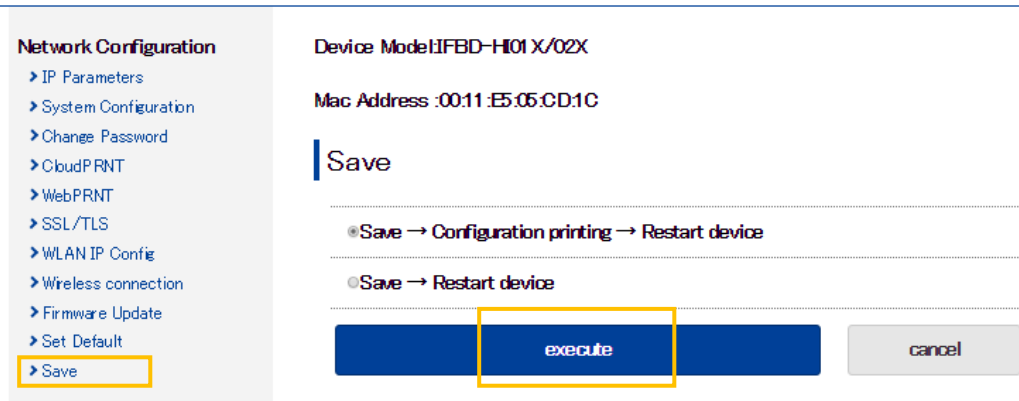 Network Configuration
IP Parameters
System Configuration
Change Password
CloudPRNT
WebPRNT
SSL/TLS
WLAN IP Config
Wireless connection
Firmware Update
Set Default
Save
Device Model:IFBD-HI01X/02X
Mac Address :00:11:E5:05:CD:1C
Save
Save → Configuration printing → Restart device
Save → Restart device
execute
cancel